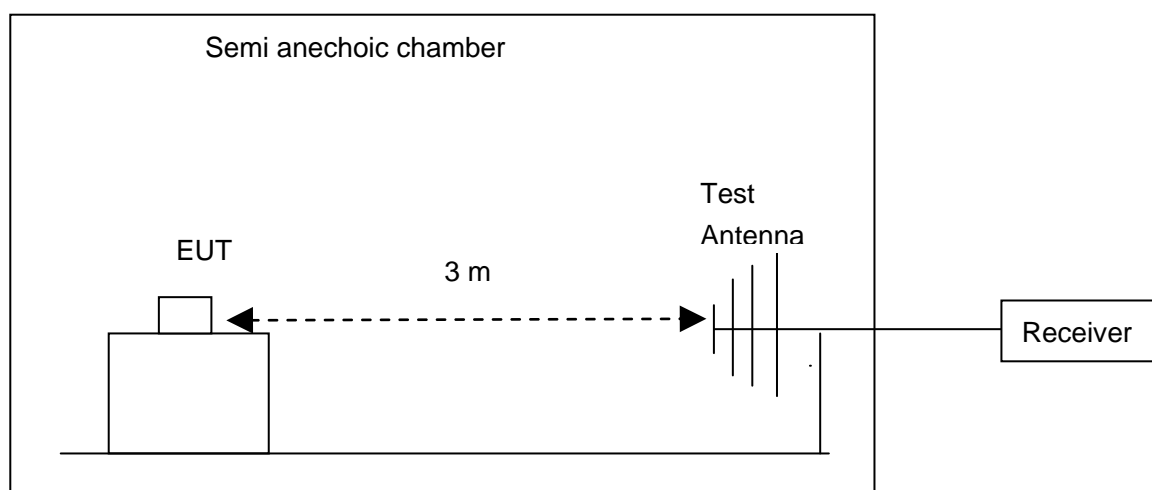 Semi anechoic chamber
Test
Antenna
EUT
3 m
Receiver